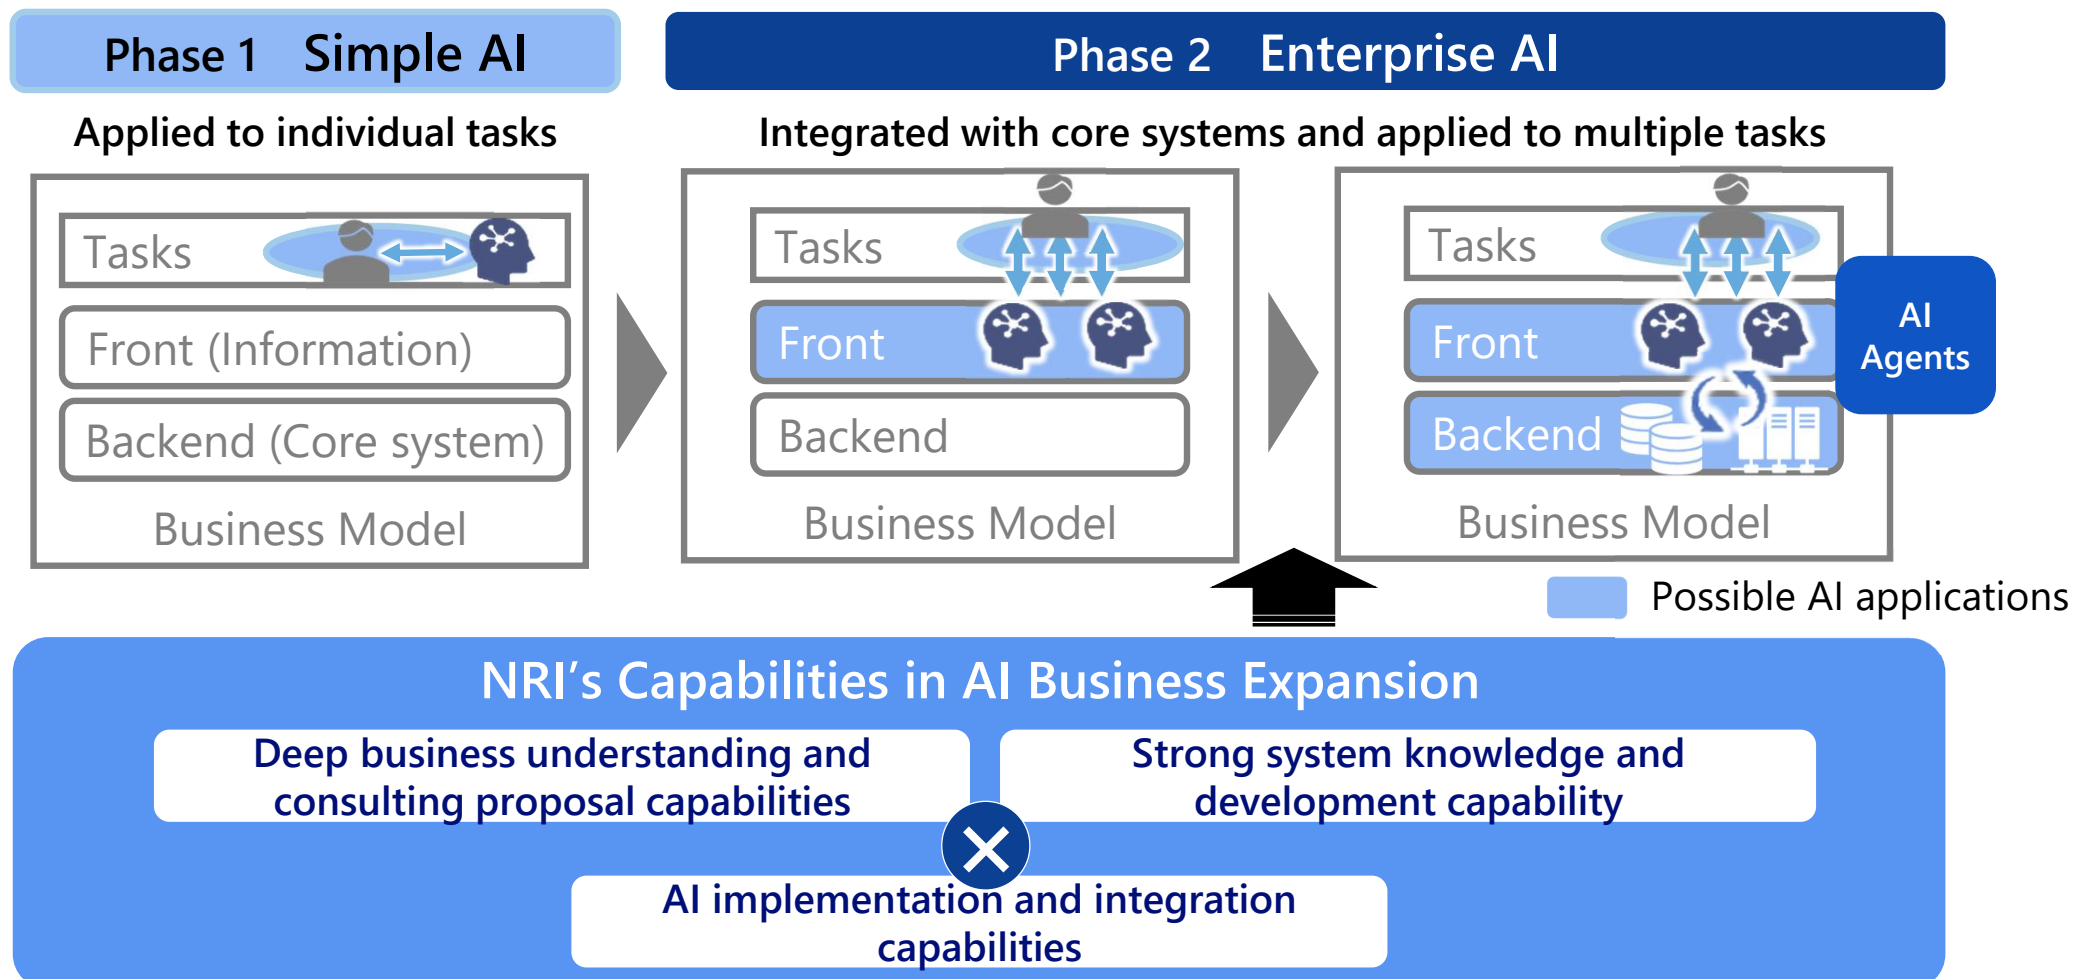 Phase 1 Simple AI
Phase 2 Enterprise AI
Applied to individual tasks
Integrated with core systems and applied to multiple tasks
Tasks
Front (Information)
Backend (Core system)
Business Model
Tasks
Front
Backend
Business Model
Tasks
Front
Backend
Business Model
AI
Agents
Possible AI applications
NRI’s Capabilities in AI Business Expansion
Deep business understanding and
consulting proposal capabilities
Strong system knowledge and
development capability
×
AI implementation and integration
capabilities